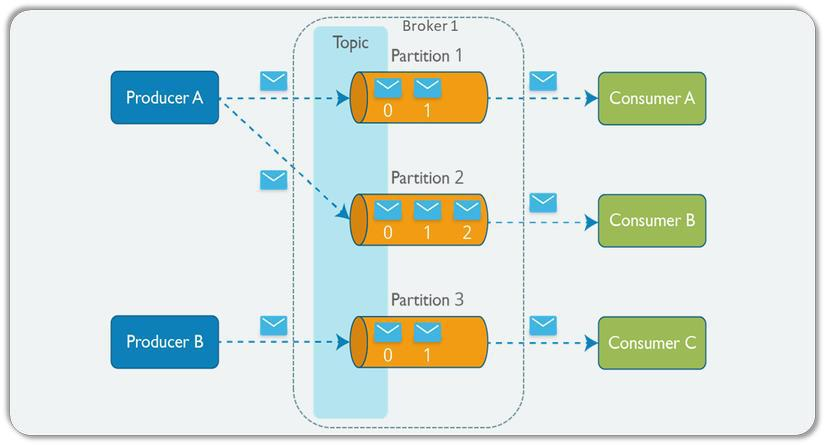 Broker 1
Topic
Partition 1
Producer A
0 1
Consumer A
Partition 2
0 1 2
Consumer B
Partition 3
Producer B
0 1
Consumer C